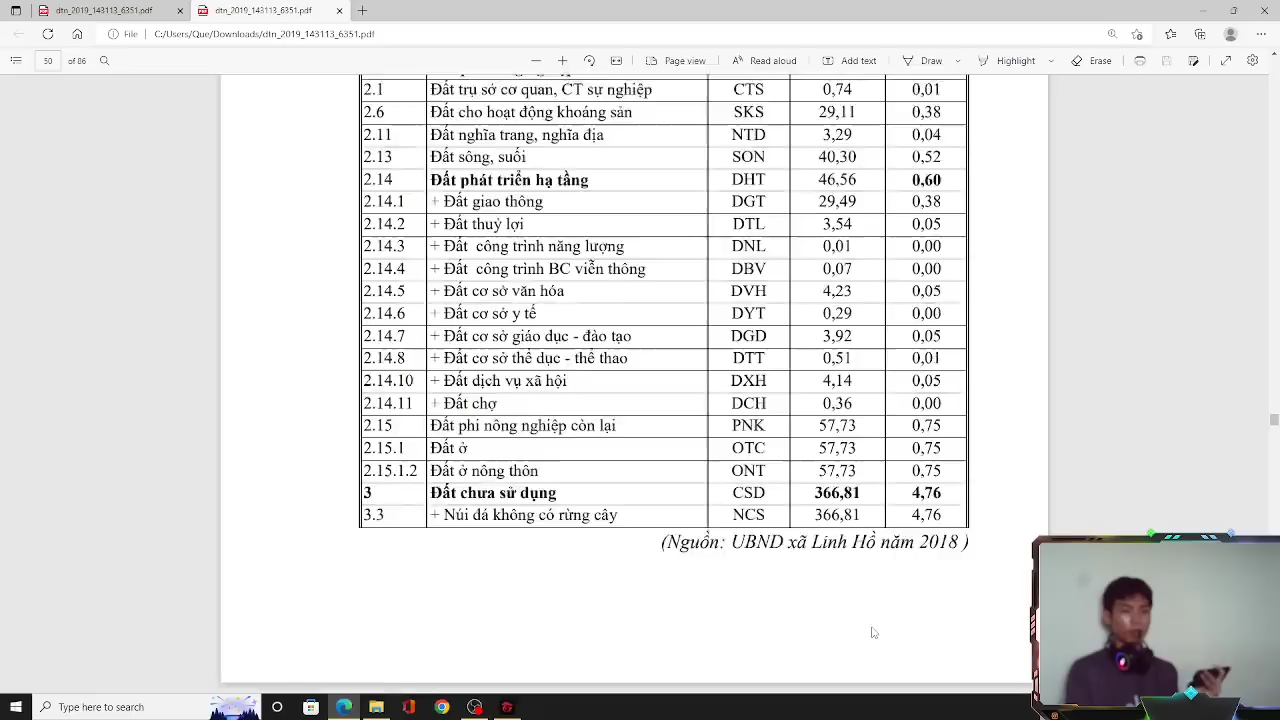 dtn_2019_143113_6351.pdf
dtn_2019_143113_6351.pdf
File C:/Users/Que/Downloads/dtn_2019_143113_6351.pdf
50 of 86 Page view Read aloud Add text Draw Highlight Erase
2.1 Đất trụ sở cơ quan, CT sự nghiệp CTS 0,74 0,01
2.6 Đất cho hoạt động khoáng sản SKS 29,11 0,38
2.11 Đất nghĩa trang, nghĩa địa NTD 3,29 0,04
2.13 Đất sông, suối SON 40,30 0,52
2.14 Đất phát triển hạ tầng DHT 46,56 0,60
2.14.1 + Đất giao thông DGT 29,49 0,38
2.14.2 + Đất thuỷ lợi DTL 3,54 0,05
2.14.3 + Đất công trình năng lượng DNL 0,01 0,00
2.14.4 + Đất công trình BC viễn thông DBV 0,07 0,00
2.14.5 + Đất cơ sở văn hóa DVH 4,23 0,05
2.14.6 + Đất cơ sở y tế DYT 0,29 0,00
2.14.7 + Đất cơ sở giáo dục - đào tạo DGD 3,92 0,05
2.14.8 + Đất cơ sở thể dục - thể thao DTT 0,51 0,01
2.14.10 + Đất dịch vụ xã hội DXH 4,14 0,05
2.14.11 + Đất chợ DCH 0,36 0,00
2.15 Đất phi nông nghiệp còn lại PNK 57,73 0,75
2.15.1 Đất ở OTC 57,73 0,75
2.15.1.2 Đất ở nông thôn ONT 57,73 0,75
3 Đất chưa sử dụng CSD 366,81 4,76
3.3 + Núi đá không có rừng cây NCS 366,81 4,76
(Nguồn: UBND xã Linh Hồ năm 2018 )
Type here to search